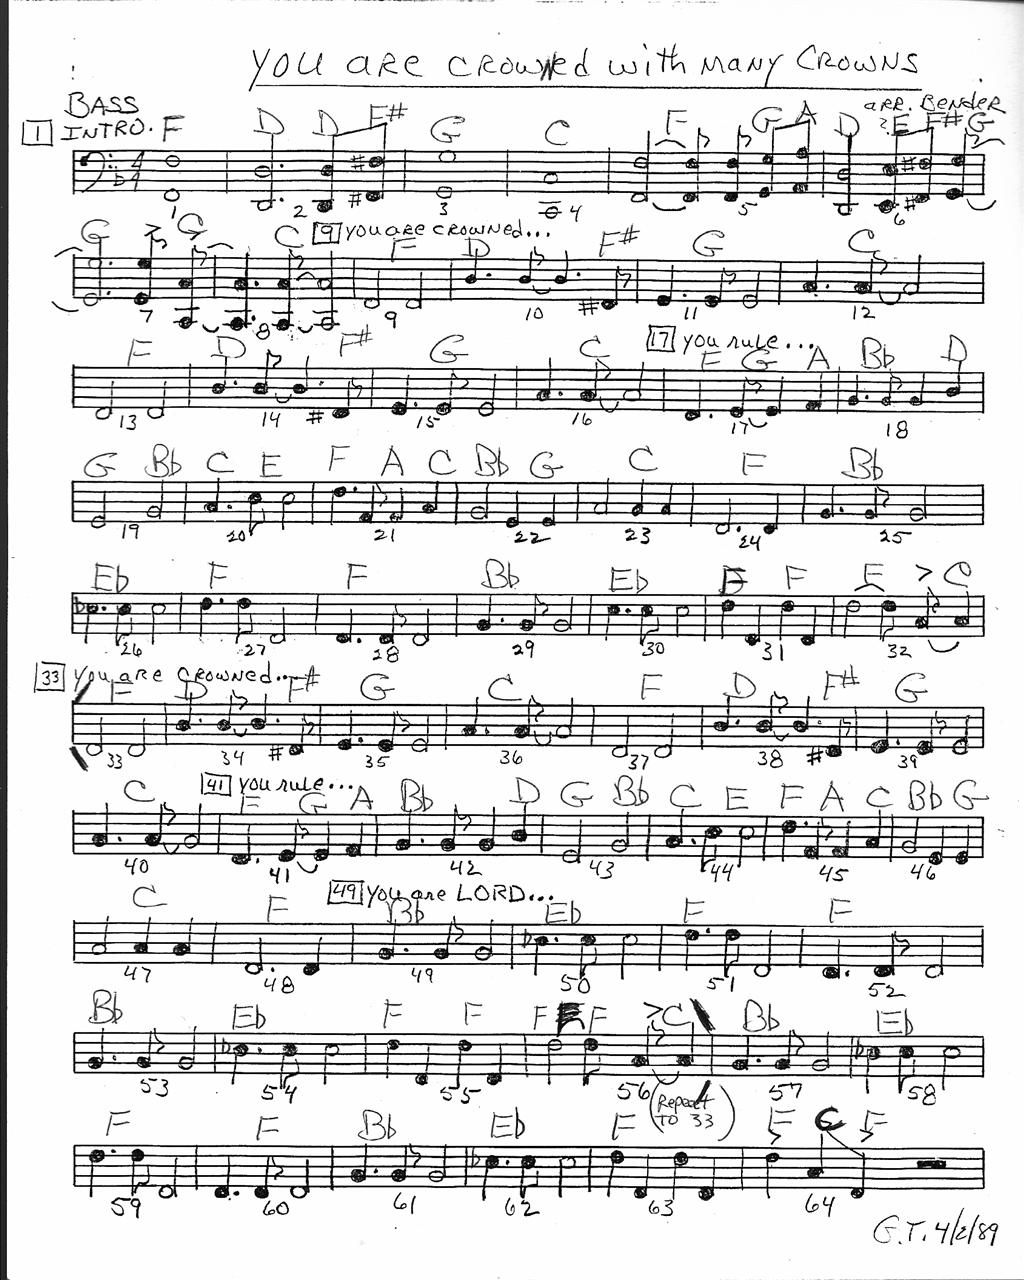 YOU ARE CROWNED WITH MANY CROWNS
BASS
arr. Bender
1 INTRO. F D D F# G C F G A D E F# G
1 2 3 4 5 6
G > G C 9 you are crowned... F D F# G C
7 8 9 10 11 12
17 you rule...
F D F# G C F G A Bb D
13 14 15 16 17 18
G Bb C E F A C Bb G C F Bb
19 20 21 22 23 24 25
Eb F F Bb Eb F F F > C
26 27 28 29 30 31 32
33 you are crowned...
F D F# G C F D F# G
33 34 35 36 37 38 39
41 you rule...
C F G A Bb D G Bb C E F A C Bb G
40 41 42 43 44 45 46
49 you are LORD...
C F Bb Eb F F
47 48 49 50 51 52
Bb Eb F F F F > C Bb Eb
53 54 55 56 57 58
(Repeat
TO 33)
F F Bb Eb F F C F
59 60 61 62 63 64
G.T. 4/2/89